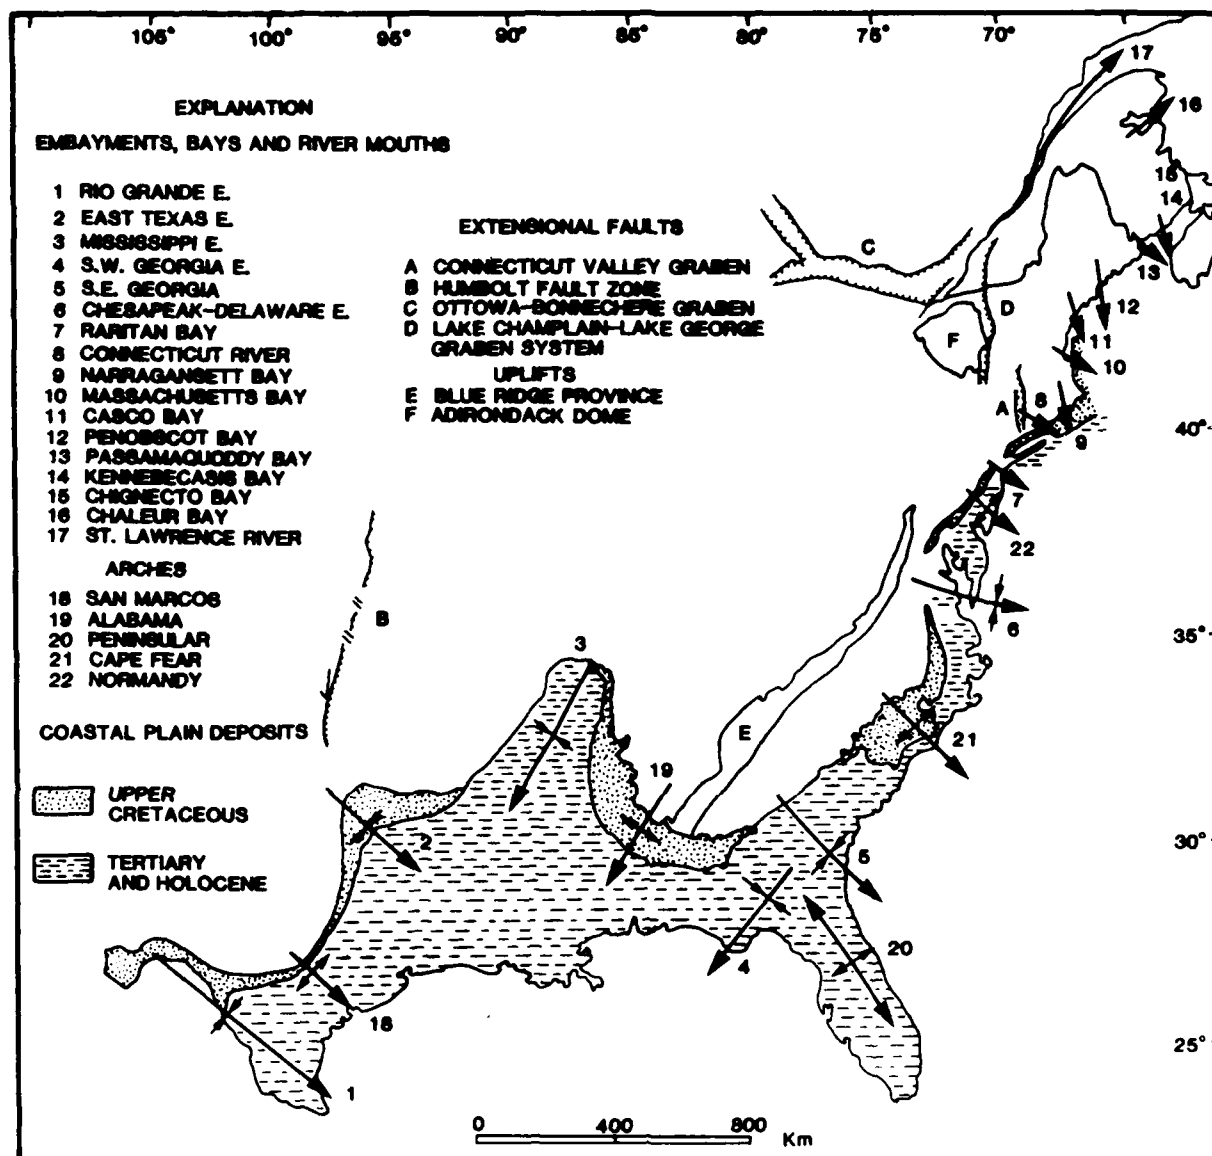 105° 100° 95° 90° 85° 80° 75° 70°
EXPLANATION
EMBAYMENTS, BAYS AND RIVER MOUTHS
1 RIO GRANDE E.
2 EAST TEXAS E.
3 MISSISSIPPI E.
4 S.W. GEORGIA E.
5 S.E. GEORGIA
6 CHESAPEAK-DELAWARE E.
7 RARITAN BAY
8 CONNECTICUT RIVER
9 NARRAGANSETT BAY
10 MASSACHUSETTS BAY
11 CASCO BAY
12 PENOBSCOT BAY
13 PASSAMAQUODDY BAY
14 KENNEBECASIS BAY
15 CHIGNECTO BAY
16 CHALEUR BAY
17 ST. LAWRENCE RIVER
ARCHES
18 SAN MARCOS
19 ALABAMA
20 PENINSULAR
21 CAPE FEAR
22 NORMANDY
COASTAL PLAIN DEPOSITS
UPPER
CRETACEOUS
TERTIARY
AND HOLOCENE
EXTENSIONAL FAULTS
A CONNECTICUT VALLEY GRABEN
B HUMBOLT FAULT ZONE
C OTTOWA-BONNECHERE GRABEN
D LAKE CHAMPLAIN-LAKE GEORGE
GRABEN SYSTEM
UPLIFTS
E BLUE RIDGE PROVINCE
F ADIRONDACK DOME
17
16
15
14
13
12
11
10
C
D
F
A
8
9
40°
7
22
6
35°
B
3
E
21
19
2
5
30°
20
4
18
25°
1
0 400 800
Km